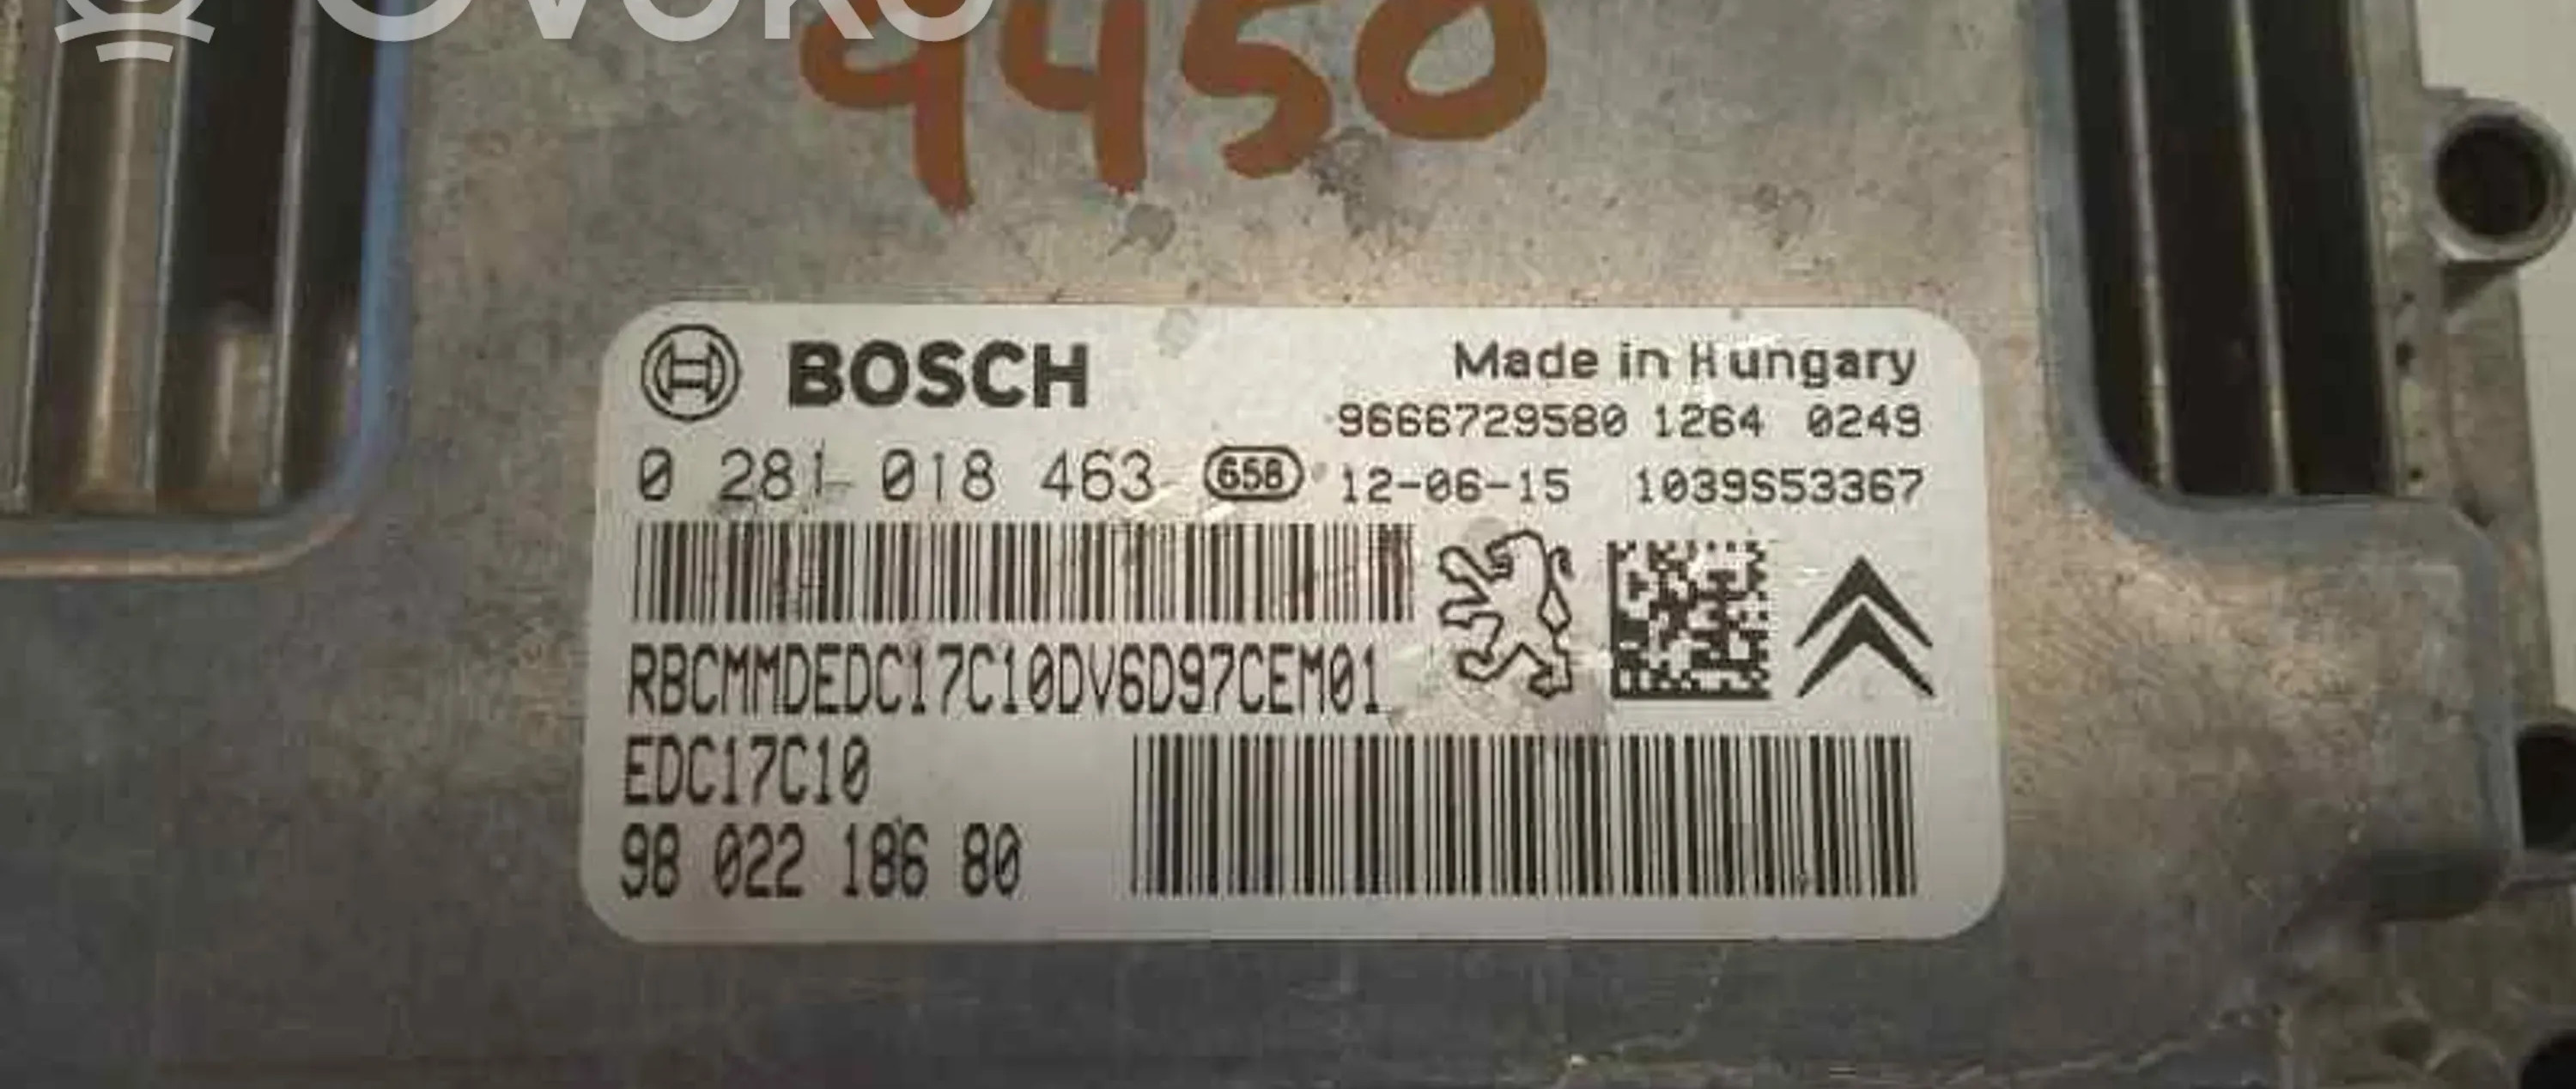 ovoko
9450
BOSCH
Made in Hungary
9666729580 1264 0249
0 281 018 463 658 12-06-15 1039S53367
RBCMMDEDC17C10DV6D97CEM01
EDC17C10
98 022 186 80